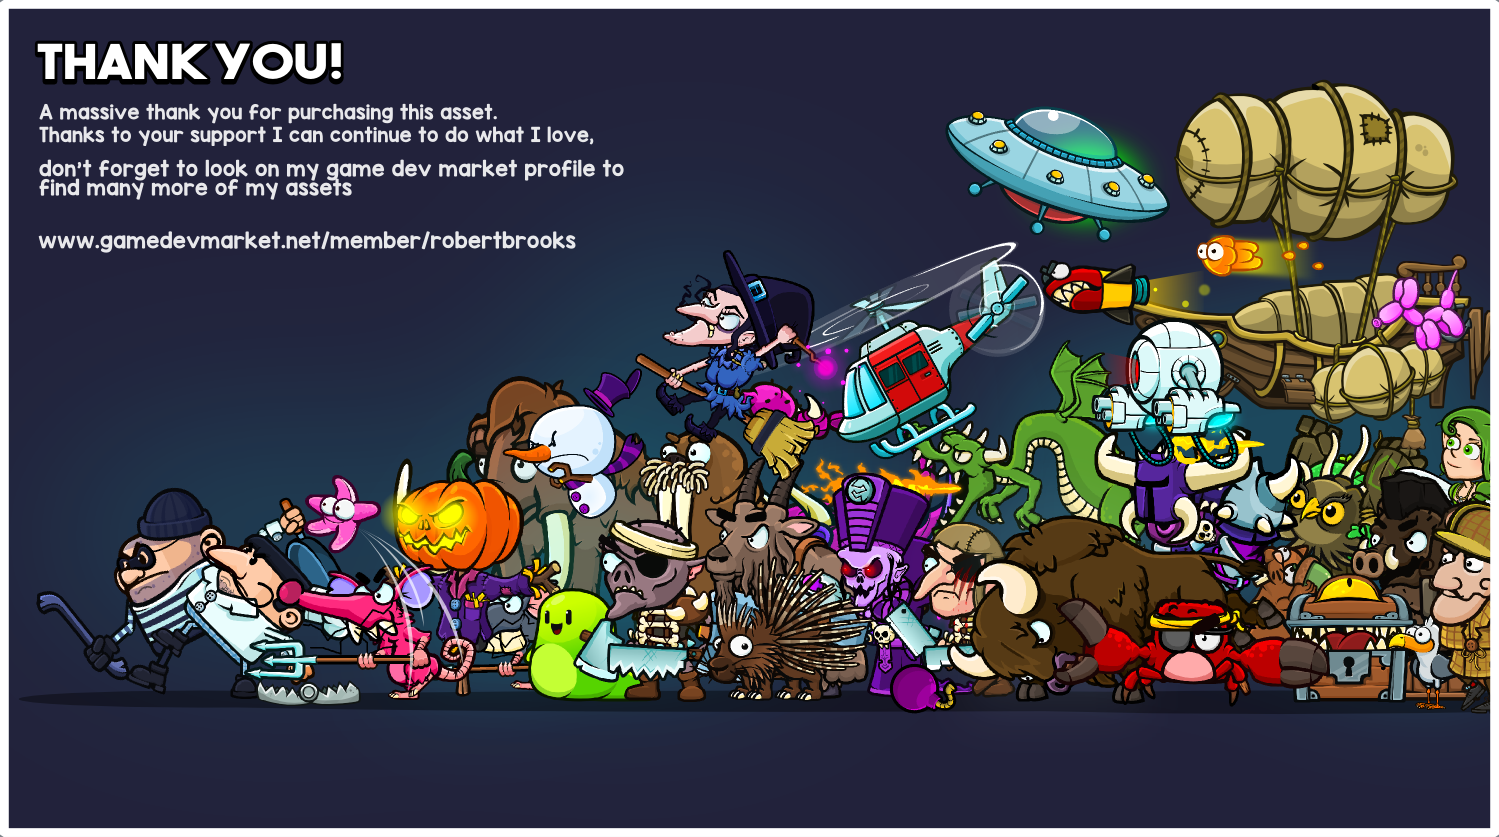 THANK YOU!
A massive thank you for purchasing this asset.
Thanks to your support I can continue to do what I love,
don't forget to look on my game dev market profile to
find many more of my assets
www.gamedevmarket.net/member/robertbrooks